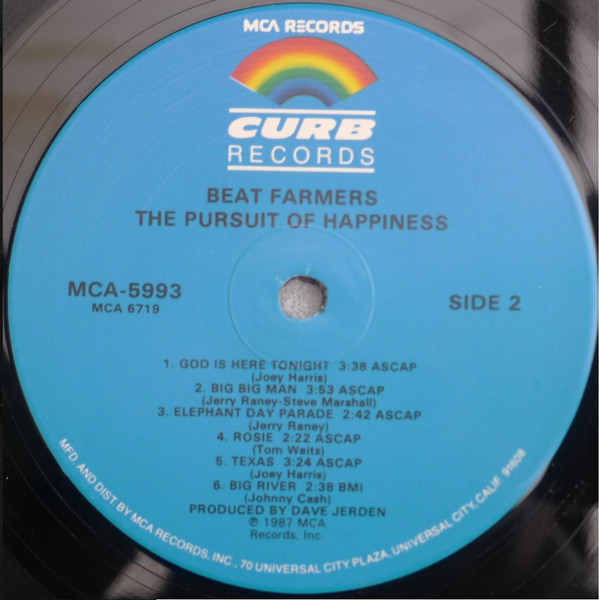 MCA RECORDS
CURB
RECORDS
BEAT FARMERS
THE PURSUIT OF HAPPINESS
MCA-5993
MCA 6719
SIDE 2
1. GOD IS HERE TONIGHT 3:38 ASCAP
(Joey Harris)
2. BIG BIG MAN 3:53 ASCAP
(Jerry Raney-Steve Marshall)
3. ELEPHANT DAY PARADE 2:42 ASCAP
(Jerry Raney)
4. ROSIE 2:22 ASCAP
(Tom Waits)
5. TEXAS 3:24 ASCAP
(Joey Harris)
6. BIG RIVER 2:38 BMI
(Johnny Cash)
PRODUCED BY DAVE JERDEN
℗ 1987 MCA
Records, Inc.
MFD. AND DIST. BY MCA RECORDS, INC., 70 UNIVERSAL CITY PLAZA, UNIVERSAL CITY, CALIF. 91608